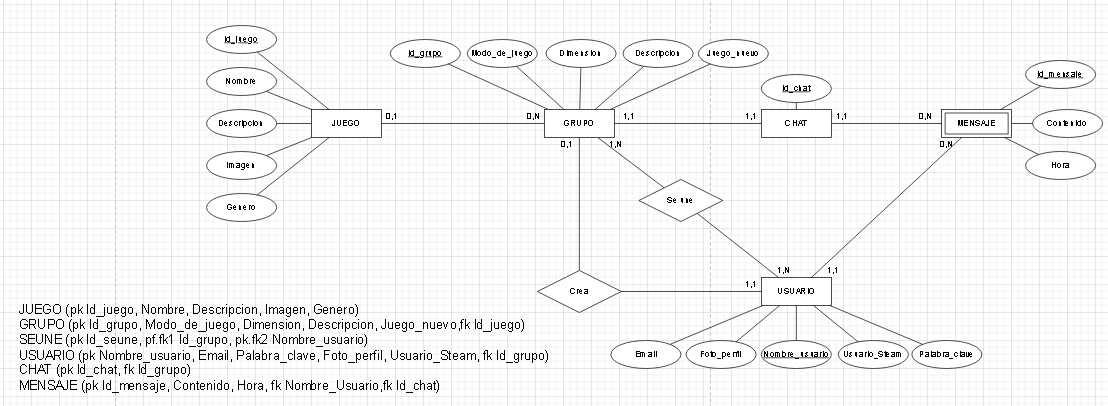 Id_juego
Nombre
Descripcion
Imagen
Genero
JUEGO
0,1
0,N
Id_grupo
Modo_de_juego
Dimension
Descripcion
Juego_nuevo
GRUPO
1,1
1,1
Id_chat
CHAT
1,1
0,N
Id_mensaje
MENSAJE
Contenido
Hora
0,1
1,N
0,N
Se une
1,N
1,1
Crea
1,1
USUARIO
Email
Foto_perfil
Nombre_usuario
Usuario_Steam
Palabra_clave
JUEGO (pk Id_juego, Nombre, Descripcion, Imagen, Genero)
GRUPO (pk Id_grupo, Modo_de_juego, Dimension, Descripcion, Juego_nuevo,fk Id_juego)
SEUNE (pk Id_seune, pf.fk1 Id_grupo, pk.fk2 Nombre_usuario)
USUARIO (pk Nombre_usuario, Email, Palabra_clave, Foto_perfil, Usuario_Steam, fk Id_grupo)
CHAT (pk Id_chat, fk Id_grupo)
MENSAJE (pk Id_mensaje, Contenido, Hora, fk Nombre_Usuario,fk Id_chat)